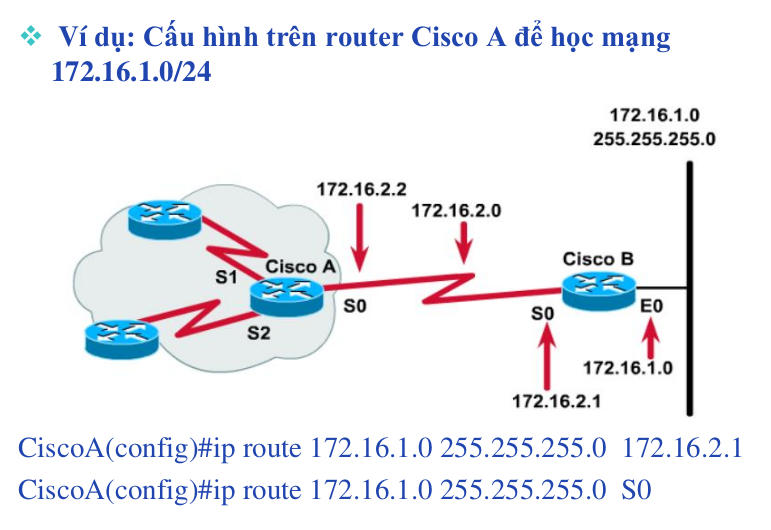 ❖ Ví dụ: Cấu hình trên router Cisco A để học mạng
172.16.1.0/24
172.16.1.0
255.255.255.0
172.16.2.2
172.16.2.0
Cisco B
Cisco A
S1
S0
S0
E0
S2
172.16.1.0
172.16.2.1
CiscoA(config)#ip route 172.16.1.0 255.255.255.0 172.16.2.1
CiscoA(config)#ip route 172.16.1.0 255.255.255.0 S0